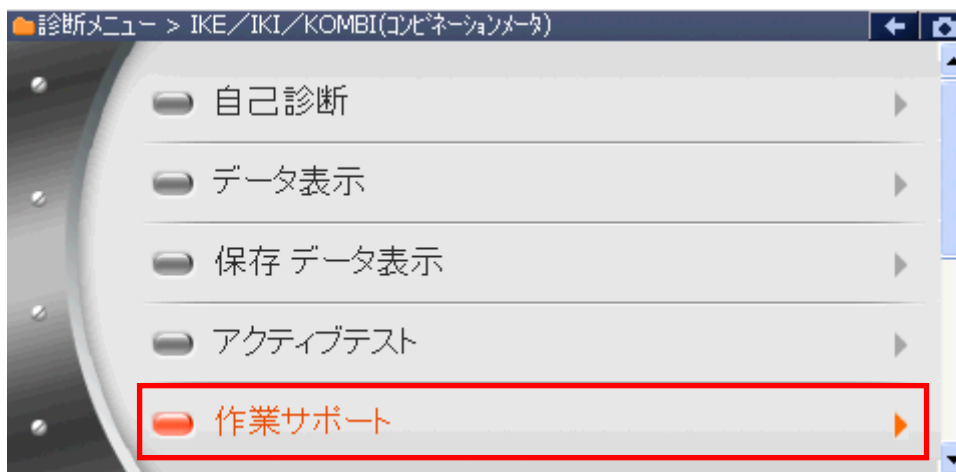 診断メニュー > IKE／IKI／KOMBI(ｺﾝﾋﾞﾈｰｼｮﾝﾒｰﾀ)
自己診断
データ表示
保存 データ表示
アクティブテスト
作業サポート